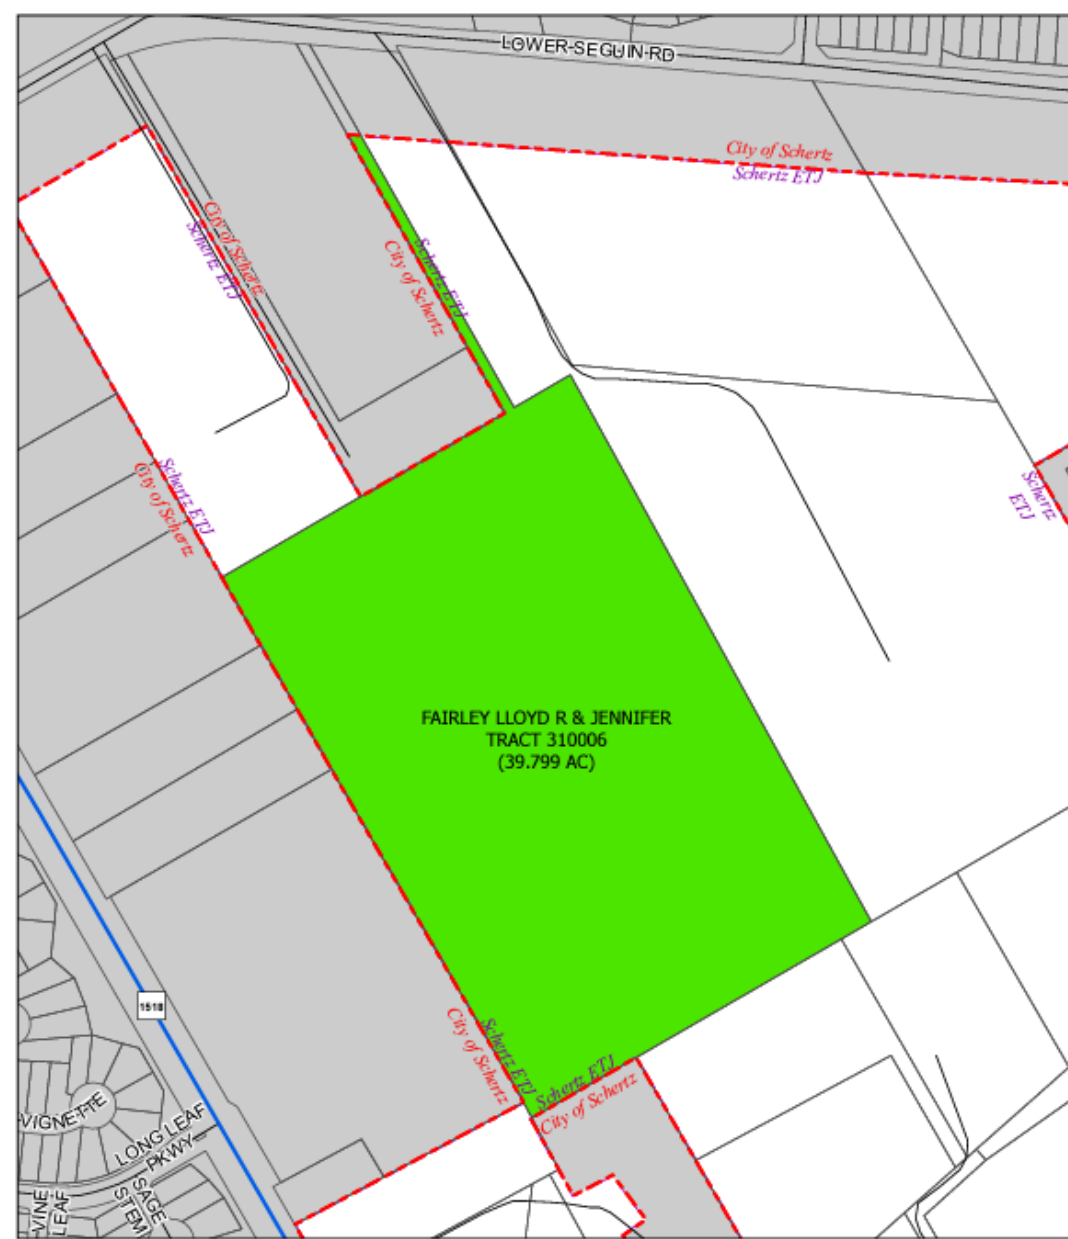 LOWER-SEGUIN-RD
City of Schertz
Schertz ETJ
City of Schertz
Schertz ETJ
Schertz ETJ
City of Schertz
Schertz ETJ
City of Schertz
Schertz
ETJ
FAIRLEY LLOYD R & JENNIFER
TRACT 310006
(39.799 AC)
1518
Schertz ETJ
City of Schertz
Schertz ETJ
City of Schertz
VIGNETTE
LONG LEAF
PKWY
SAGE
STEM
VINE
LEAF